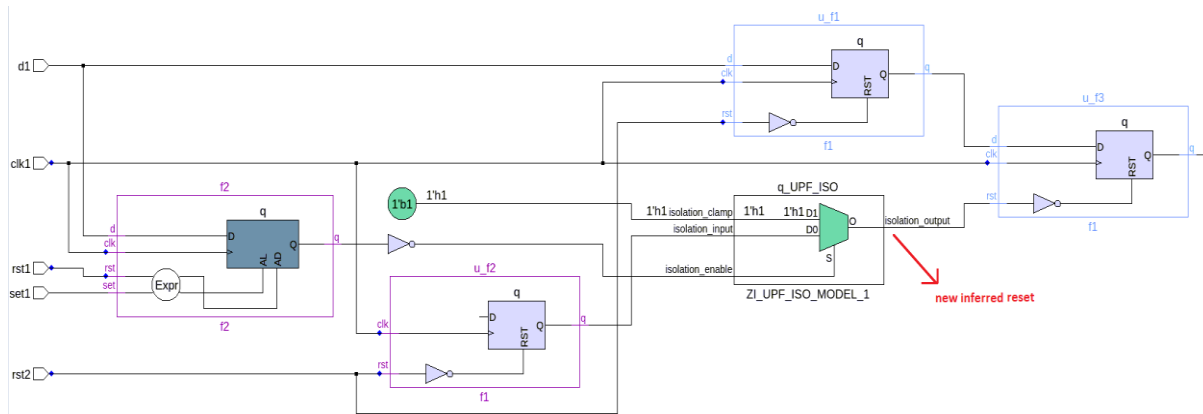 u_f1
q
d1
d
D
Q
q
clk
RST
u_f3
rst
f1
q
d
D
Q
q
clk1
clk
f2
q_UPF_ISO
RST
q
1'b1
1'h1
1'h1
isolation_clamp
1'h1
1'h1
D1
rst
O
isolation_output
d
D
Q
q
isolation_input
D0
f1
clk
AL
AD
S
rst1
rst
isolation_enable
u_f2
set1
set
Expr
q
ZI_UPF_ISO_MODEL_1
new inferred reset
f2
D
clk
Q
q
RST
rst2
rst
f1